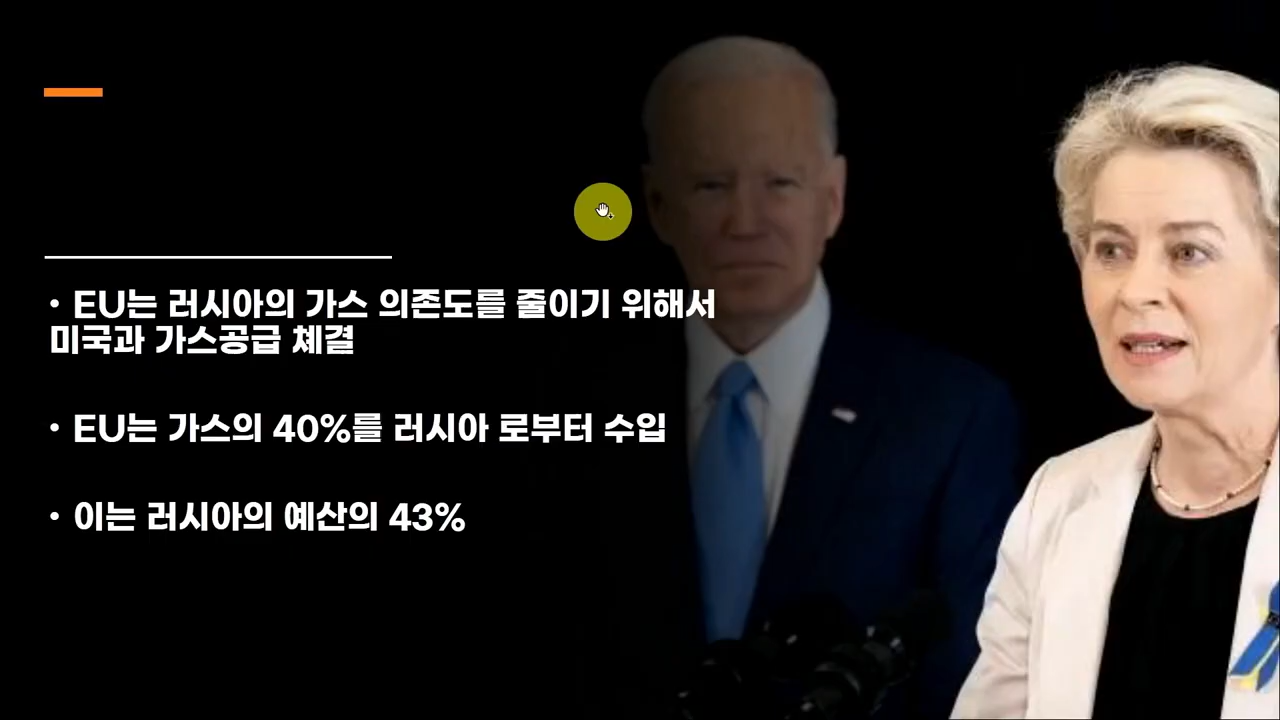 • EU는 러시아의 가스 의존도를 줄이기 위해서
미국과 가스공급 체결
• EU는 가스의 40%를 러시아 로부터 수입
• 이는 러시아의 예산의 43%